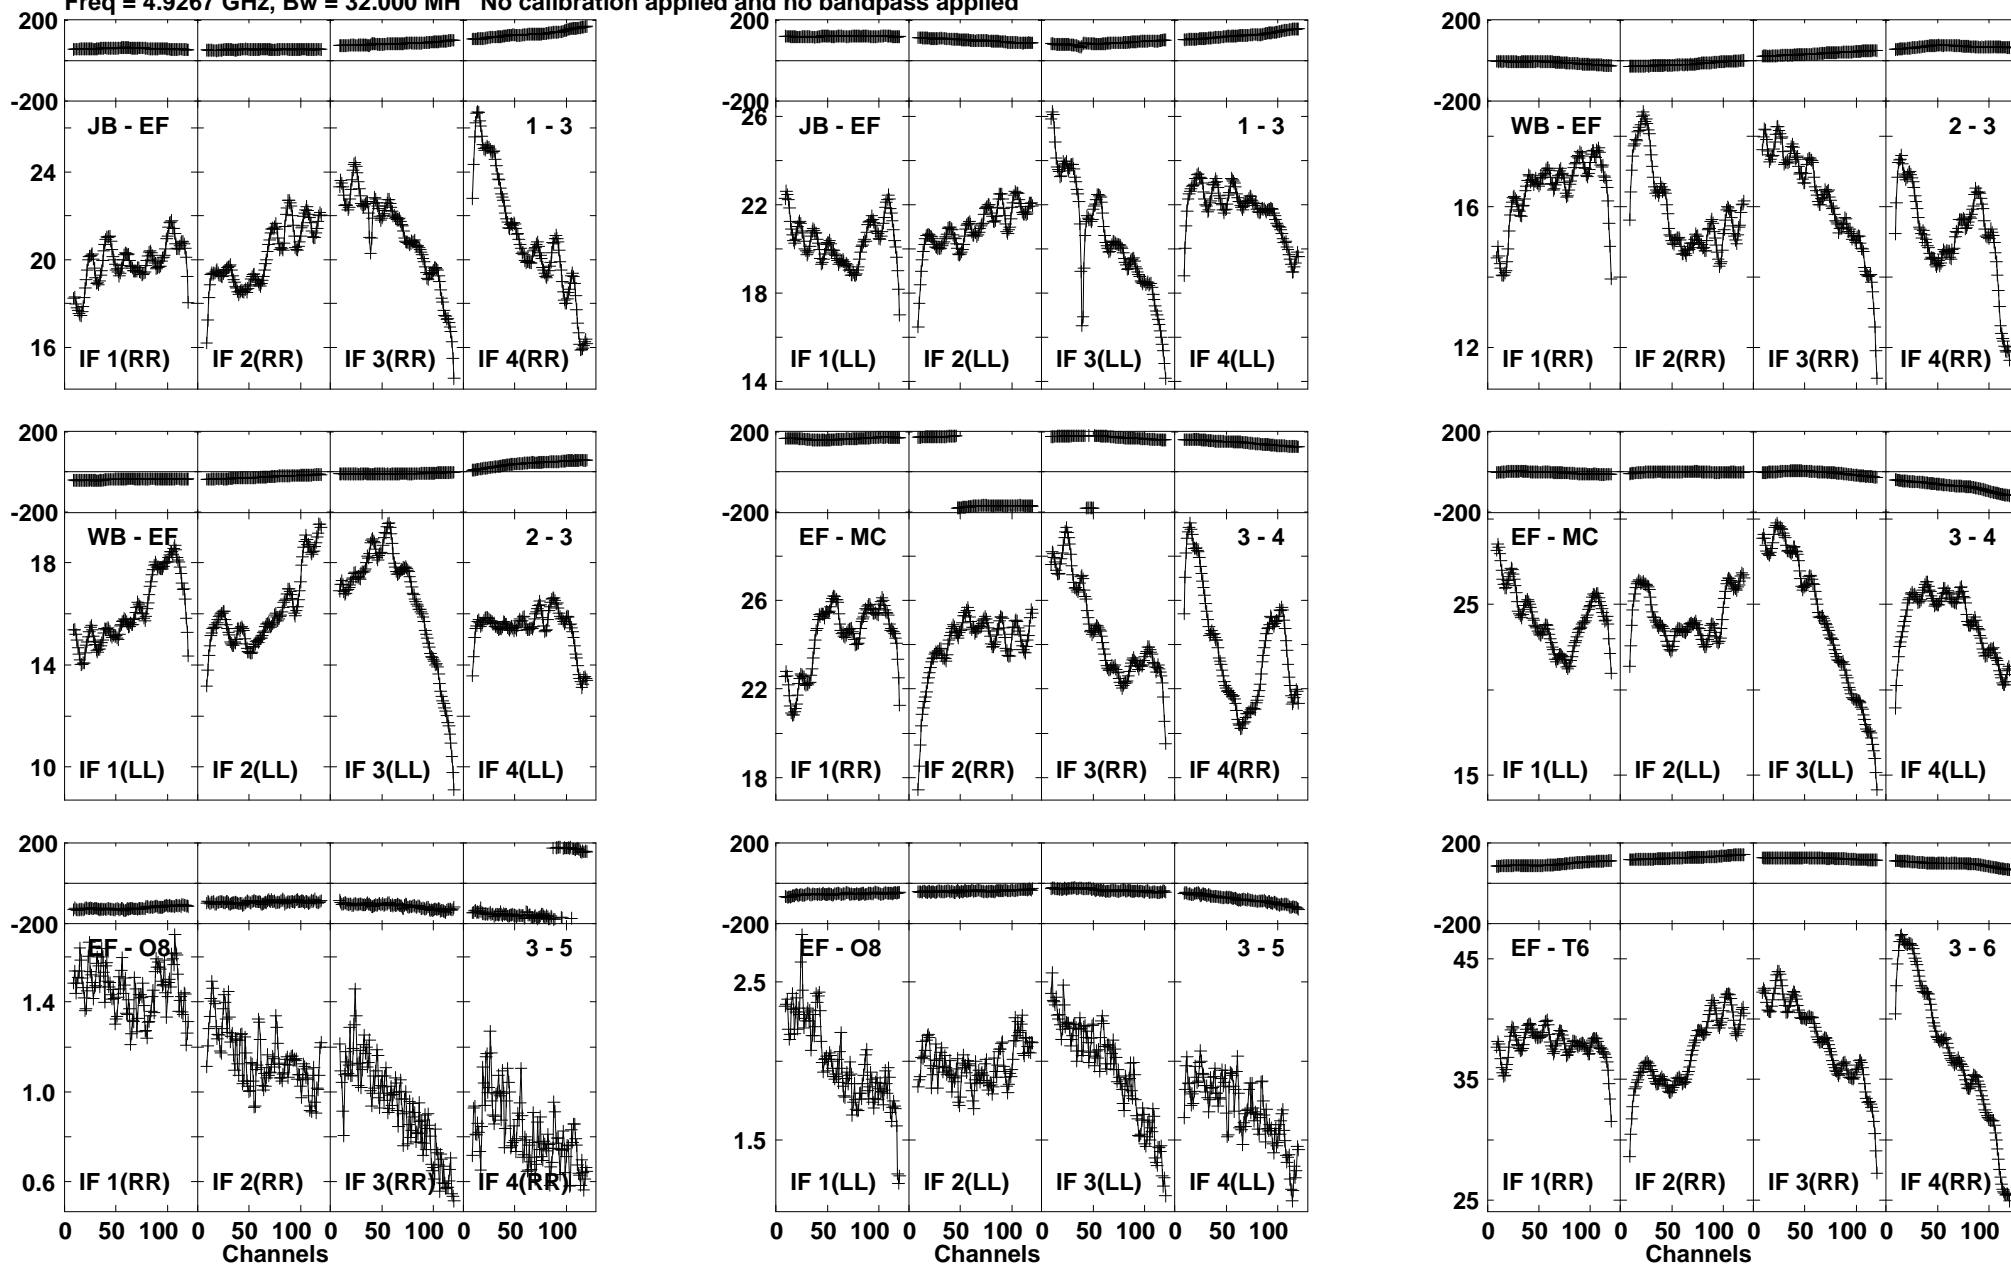 Freq = 4.9267 GHz, Bw = 32.000 MH No calibration applied and no bandpass applied
200 200 200
-200 -200 -200
JB - EF 1 - 3 JB - EF 1 - 3 WB - EF 2 - 3
24 20 16
26 22 18 14
16 12
IF 1(RR) IF 2(RR) IF 3(RR) IF 4(RR) IF 1(LL) IF 2(LL) IF 3(LL) IF 4(LL) IF 1(RR) IF 2(RR) IF 3(RR) IF 4(RR)
200 200 200
-200 -200 -200
WB - EF 2 - 3 EF - MC 3 - 4 EF - MC 3 - 4
18 14 10
26 22 18
25 15
IF 1(LL) IF 2(LL) IF 3(LL) IF 4(LL) IF 1(RR) IF 2(RR) IF 3(RR) IF 4(RR) IF 1(LL) IF 2(LL) IF 3(LL) IF 4(LL)
200 200 200
-200 -200 -200
EF - O8 3 - 5 EF - O8 3 - 5 EF - T6 3 - 6
1.4 1.0 0.6
2.5 1.5
45 35 25
IF 1(RR) IF 2(RR) IF 3(RR) IF 4(RR) IF 1(LL) IF 2(LL) IF 3(LL) IF 4(LL) IF 1(RR) IF 2(RR) IF 3(RR) IF 4(RR)
0 50 100 0 50 100 0 50 100 0 50 100 0 50 100 0 50 100 0 50 100 0 50 100 0 50 100 0 50 100 0 50 100 0 50 100
Channels Channels Channels